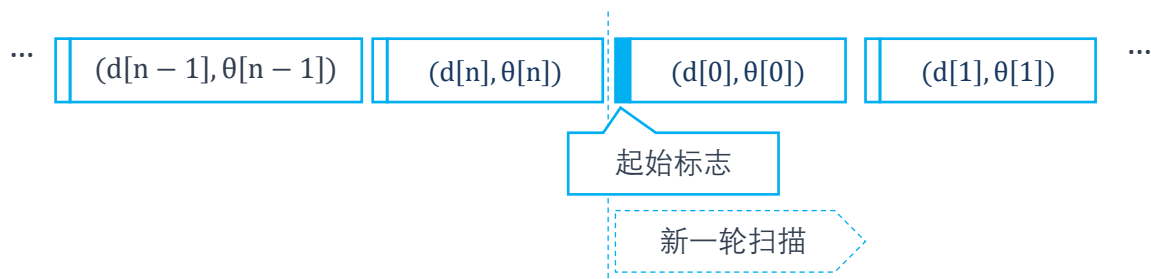 ... (d[n − 1], θ[n − 1]) (d[n], θ[n]) (d[0], θ[0]) (d[1], θ[1]) ...
起始标志
新一轮扫描